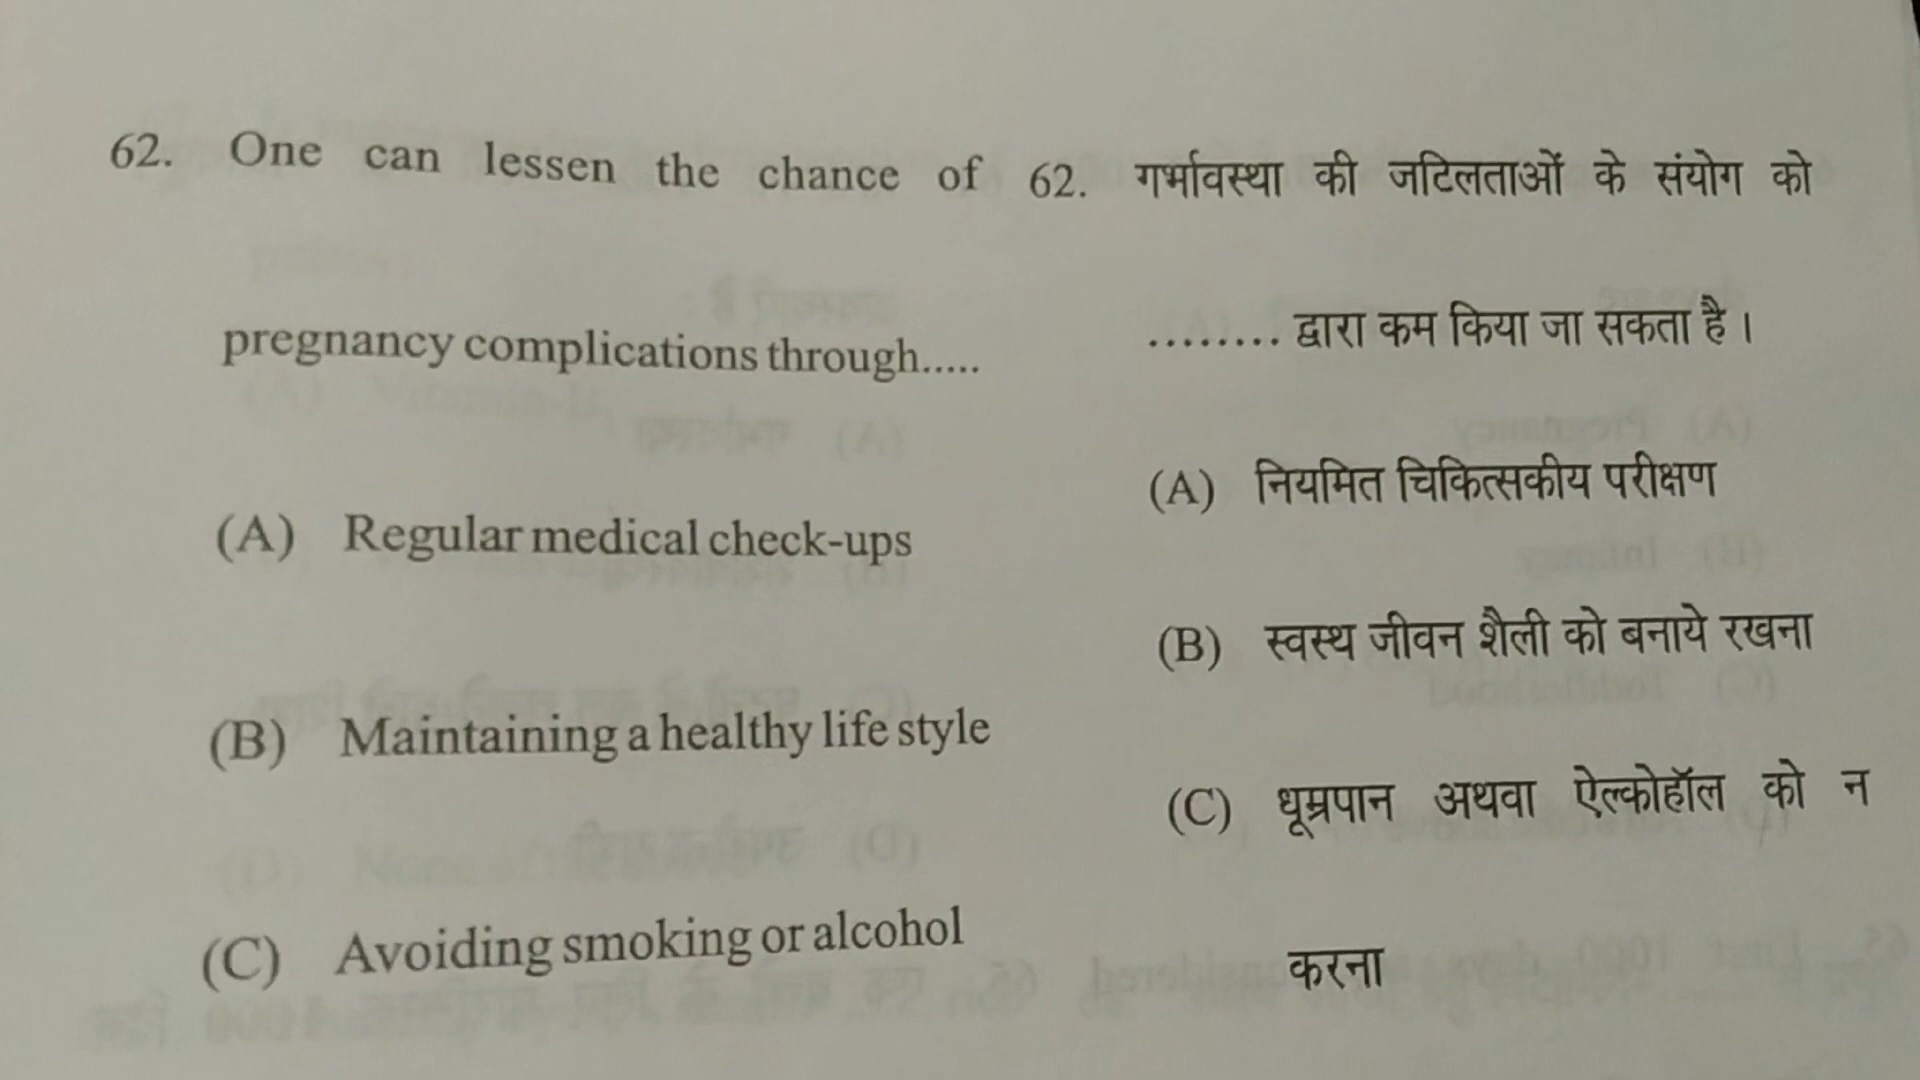 62. One can lessen the chance of
pregnancy complications through.....
(A) Regular medical check-ups
(B) Maintaining a healthy life style
(C) Avoiding smoking or alcohol
62. गर्भावस्था की जटिलताओं के संयोग को
........ द्वारा कम किया जा सकता है।
(A) नियमित चिकित्सकीय परीक्षण
(B) स्वस्थ जीवन शैली को बनाये रखना
(C) धूम्रपान अथवा ऐल्कोहॉल को न
करना